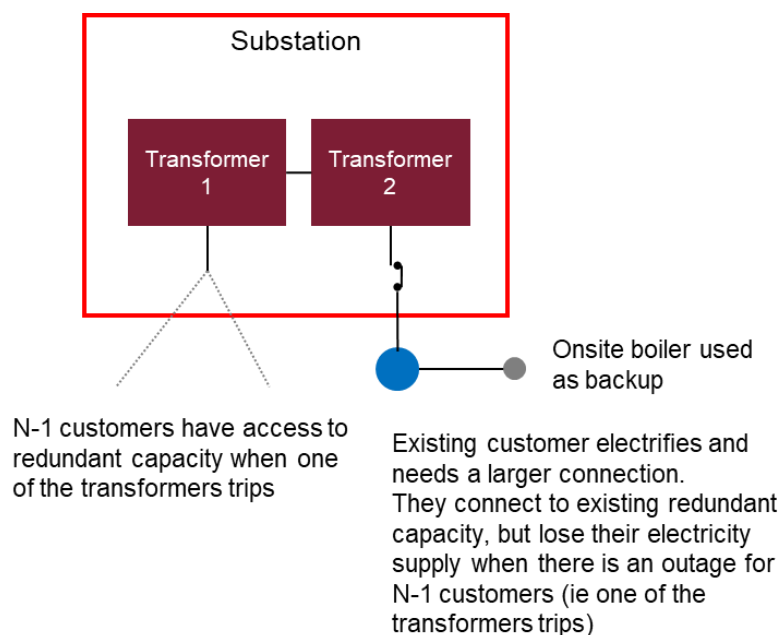 Substation
Transformer
1
Transformer
2
Onsite boiler used
as backup
N-1 customers have access to
redundant capacity when one
of the transformers trips
Existing customer electrifies and
needs a larger connection.
They connect to existing redundant
capacity, but lose their electricity
supply when there is an outage for
N-1 customers (ie one of the
transformers trips)